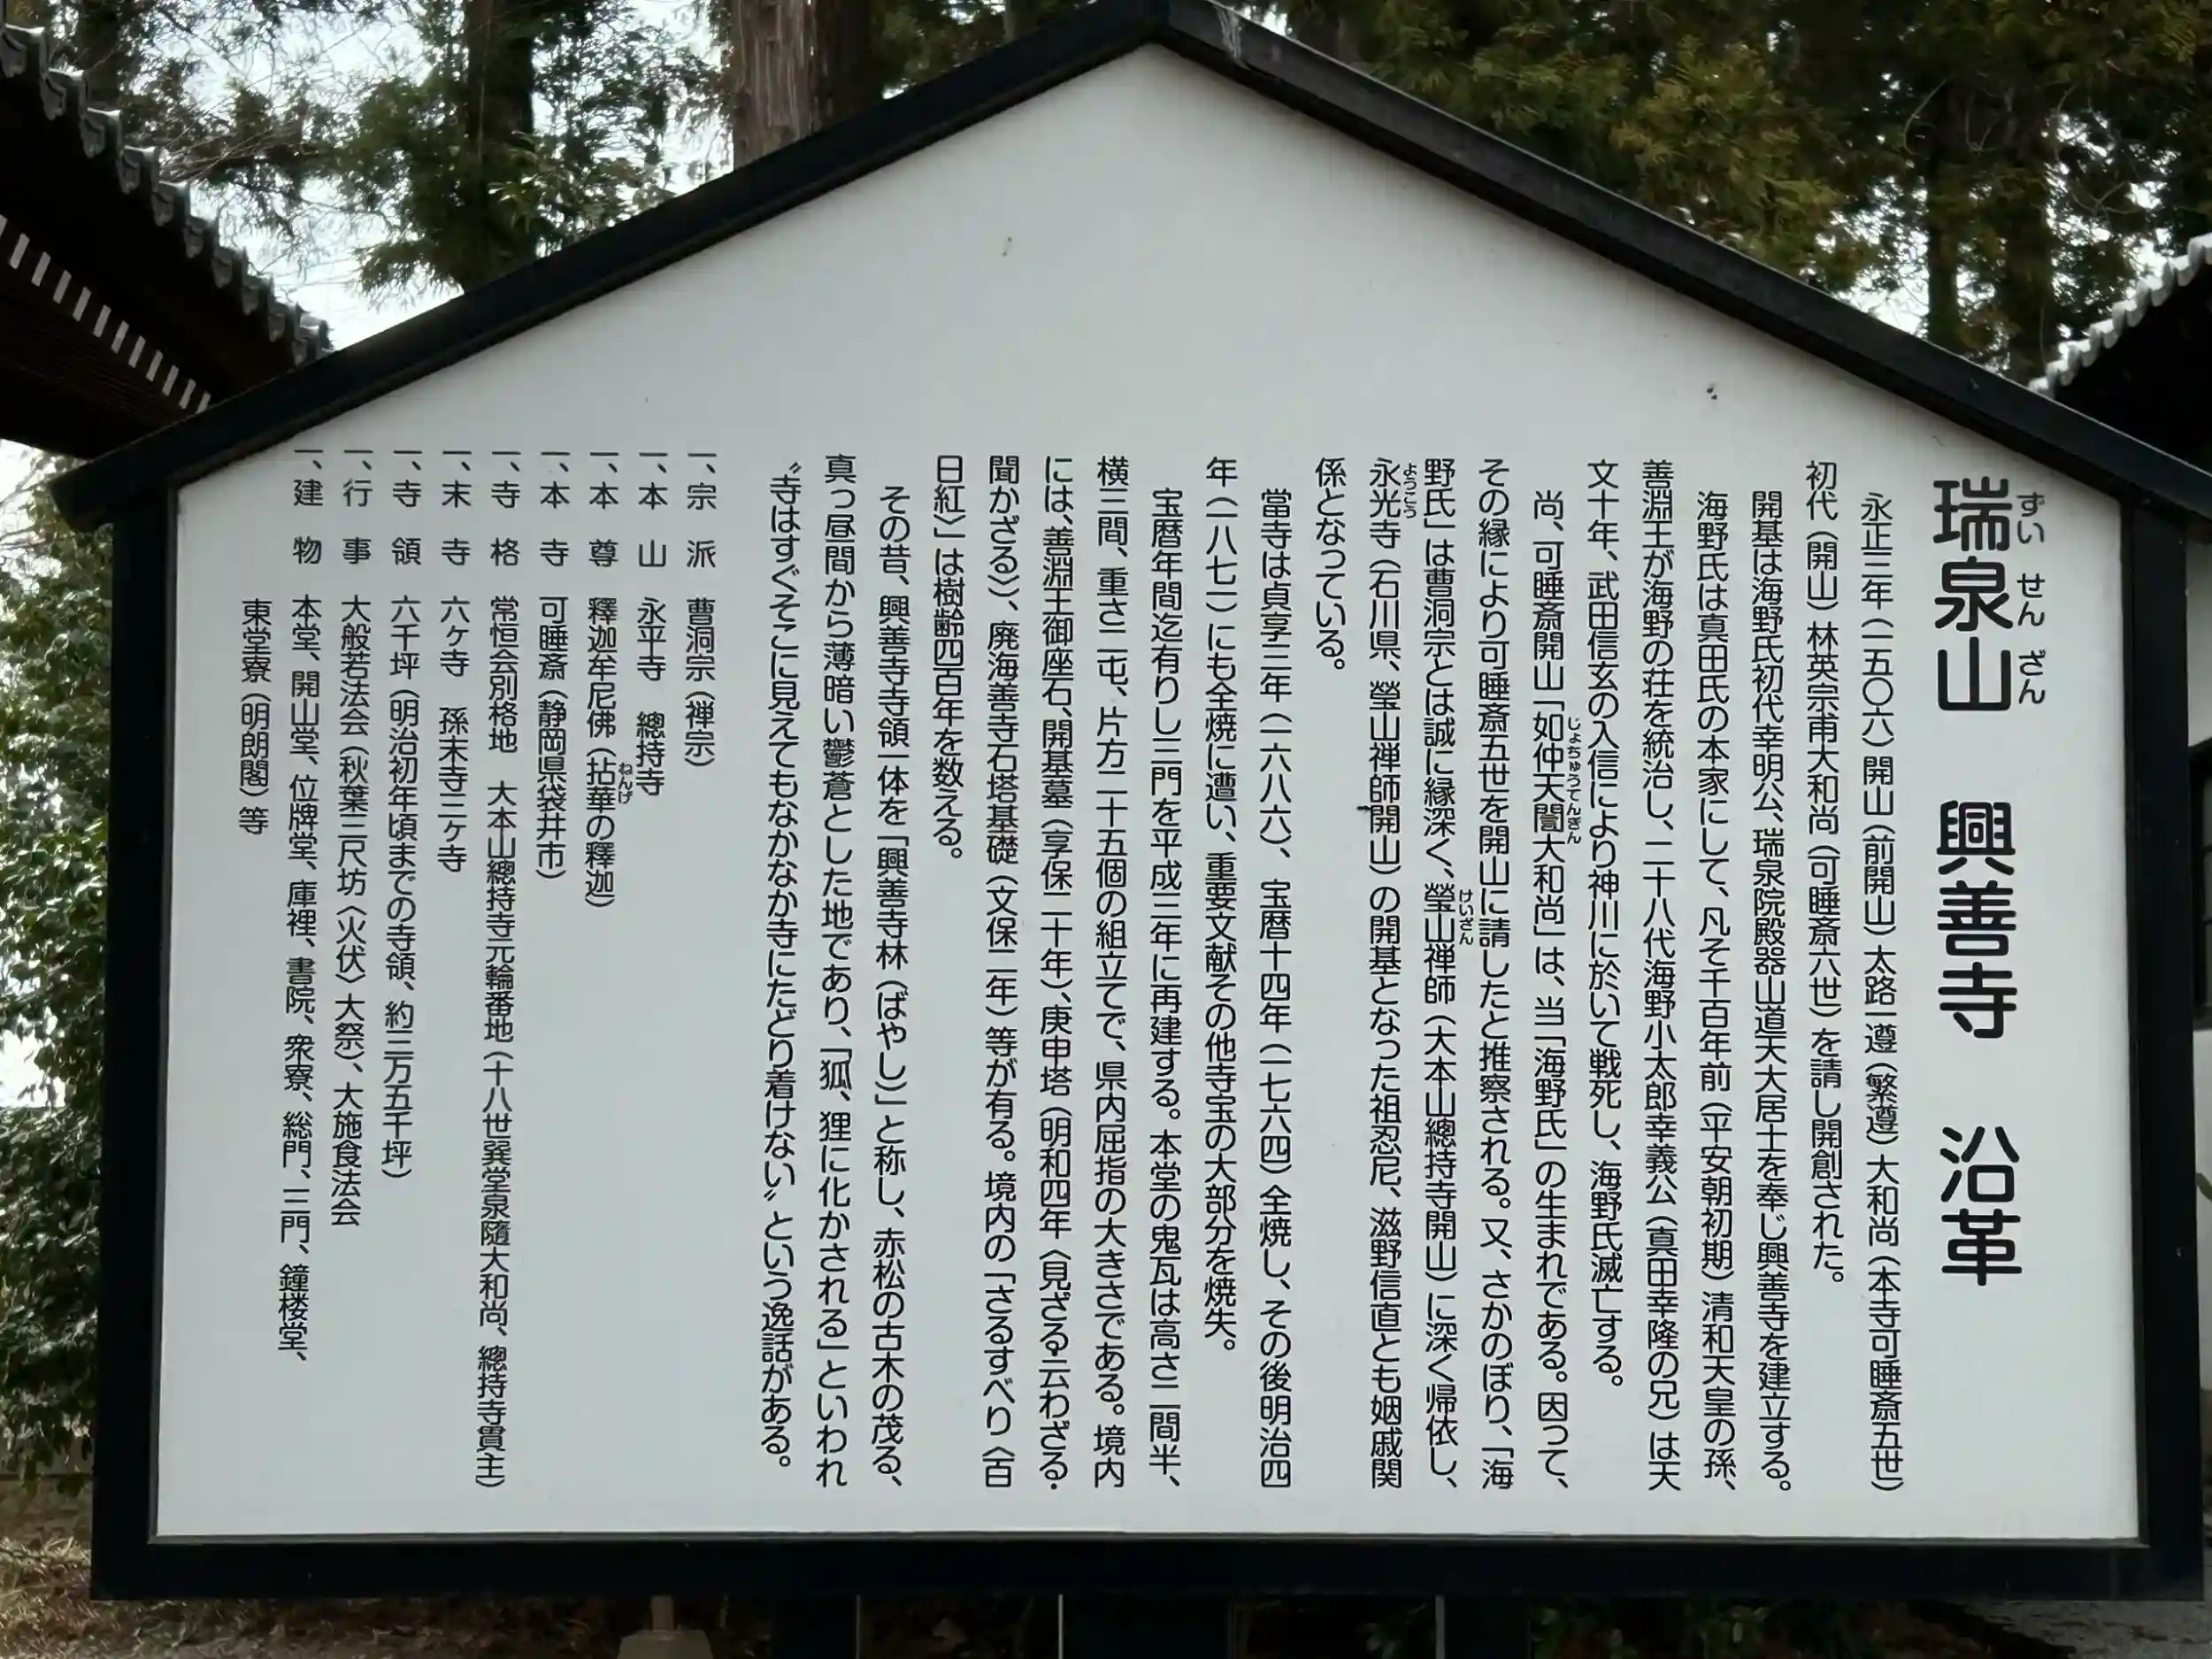 瑞泉山　興善寺　沿革
ずい せん ざん
永正三年（一五〇六）開山（前開山）太路一遵（繁遵）大和尚（本寺可睡斎五世）
初代（開山）林英宗甫大和尚（可睡斎六世）を請し開創された。
開基は海野氏初代幸明公、瑞泉院殿器山道天大居士を奉じ興善寺を建立する。
海野氏は真田氏の本家にして、凡そ千百年前（平安朝初期）清和天皇の孫、
善淵王が海野の荘を統治し、二十八代海野小太郎幸義公（真田幸隆の兄）は天
文十年、武田信玄の入信により神川に於いて戦死し、海野氏滅亡する。
尚、可睡斎開山「如仲天誾大和尚」は、当「海野氏」の生まれである。因って、
じょちゅうてんぎん
その縁により可睡斎五世を開山に請したと推察される。又、さかのぼり、「海
野氏」は曹洞宗とは誠に縁深く、瑩山禅師（大本山總持寺開山）に深く帰依し、
けいざん
永光寺（石川県、瑩山禅師開山）の開基となった祖忍尼、滋野信直とも姻戚関
ようこう
係となっている。
當寺は貞享三年（一六八六）、宝暦十四年（一七六四）全焼し、その後明治四
年（一八七一）にも全焼に遭い、重要文献その他寺宝の大部分を焼失。
宝暦年間迄有りし三門を平成三年に再建する。本堂の鬼瓦は高さ二間半、
横三間、重さ二屯、片方二十五個の組立てで、県内屈指の大きさである。境内
には、善淵王御座石、開基墓（享保二十年）、庚申塔（明和四年〈見ざる・云わざる・
聞かざる〉）、廃海善寺石塔基礎（文保二年）等が有る。境内の「さるすべり〈百
日紅〉」は樹齢四百年を数える。
その昔、興善寺寺領一体を「興善寺林（ばやし）」と称し、赤松の古木の茂る、
真っ昼間から薄暗い鬱蒼とした地であり、「狐、狸に化かされる」といわれ
〝寺はすぐそこに見えてもなかなか寺にたどり着けない〟という逸話がある。
一、宗　派　曹洞宗（禅宗）
一、本　山　永平寺　總持寺
一、本　尊　釋迦牟尼佛（拈華の釋迦）
ねんげ
一、本　寺　可睡斎（静岡県袋井市）
一、寺　格　常恒会別格地　大本山總持寺元輪番地（十八世巽堂泉隨大和尚、總持寺貫主）
一、末　寺　六ヶ寺　孫末寺三ヶ寺
一、寺　領　六千坪（明治初年頃までの寺領、約三万五千坪）
一、行　事　大般若法会（秋葉三尺坊〈火伏〉大祭）、大施食法会
一、建　物　本堂、開山堂、位牌堂、庫裡、書院、衆寮、総門、三門、鐘楼堂、
東堂寮（明朗閣）等